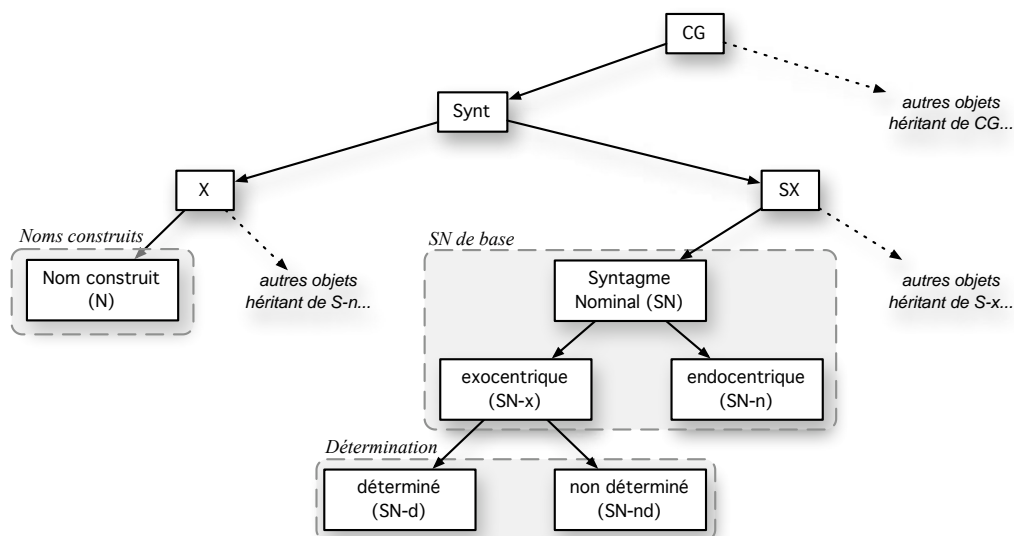 CG
autres objets
héritant de CG...
Synt
X
SX
Noms construits
Nom construit
(N)
autres objets
héritant de S-n...
SN de base
Syntagme
Nominal (SN)
autres objets
héritant de S-x...
exocentrique
(SN-x)
endocentrique
(SN-n)
Détermination
déterminé
(SN-d)
non déterminé
(SN-nd)